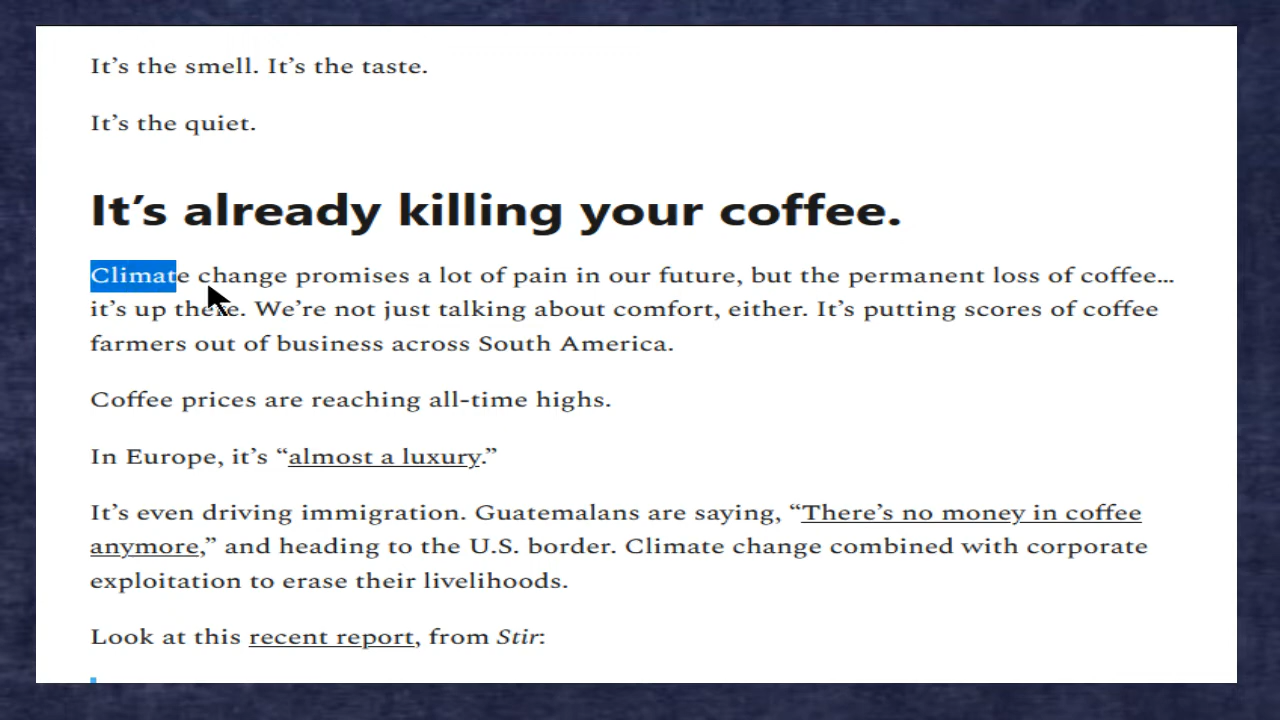 It’s the smell. It’s the taste.
It’s the quiet.
It’s already killing your coffee.
Climate change promises a lot of pain in our future, but the permanent loss of coffee…
it’s up there. We’re not just talking about comfort, either. It’s putting scores of coffee
farmers out of business across South America.
Coffee prices are reaching all-time highs.
In Europe, it’s “almost a luxury.”
It’s even driving immigration. Guatemalans are saying, “There’s no money in coffee
anymore,” and heading to the U.S. border. Climate change combined with corporate
exploitation to erase their livelihoods.
Look at this recent report, from Stir: